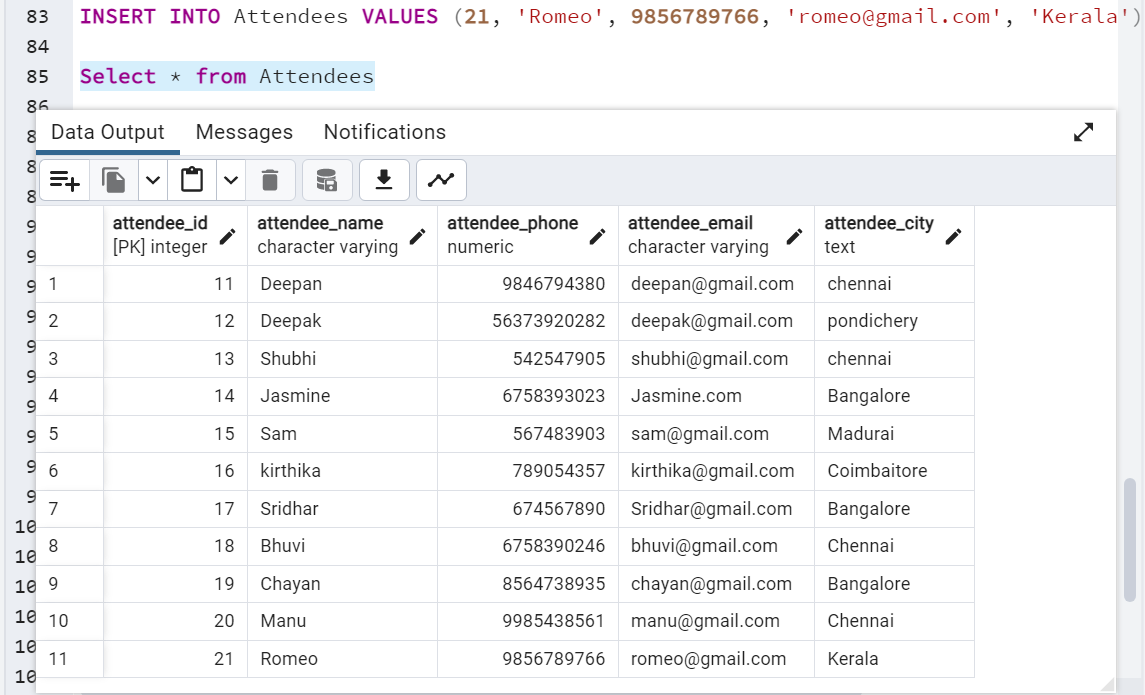 83 INSERT INTO Attendees VALUES (21, 'Romeo', 9856789766, 'romeo@gmail.com', 'Kerala')
84
85 Select * from Attendees
86
Data Output Messages Notifications
attendee_id attendee_name attendee_phone attendee_email attendee_city
[PK] integer character varying numeric character varying text
1 11 Deepan 9846794380 deepan@gmail.com chennai
2 12 Deepak 56373920282 deepak@gmail.com pondichery
3 13 Shubhi 542547905 shubhi@gmail.com chennai
4 14 Jasmine 6758393023 Jasmine.com Bangalore
5 15 Sam 567483903 sam@gmail.com Madurai
6 16 kirthika 789054357 kirthika@gmail.com Coimbaitore
7 17 Sridhar 674567890 Sridhar@gmail.com Bangalore
8 18 Bhuvi 6758390246 bhuvi@gmail.com Chennai
9 19 Chayan 8564738935 chayan@gmail.com Bangalore
10 20 Manu 9985438561 manu@gmail.com Chennai
11 21 Romeo 9856789766 romeo@gmail.com Kerala